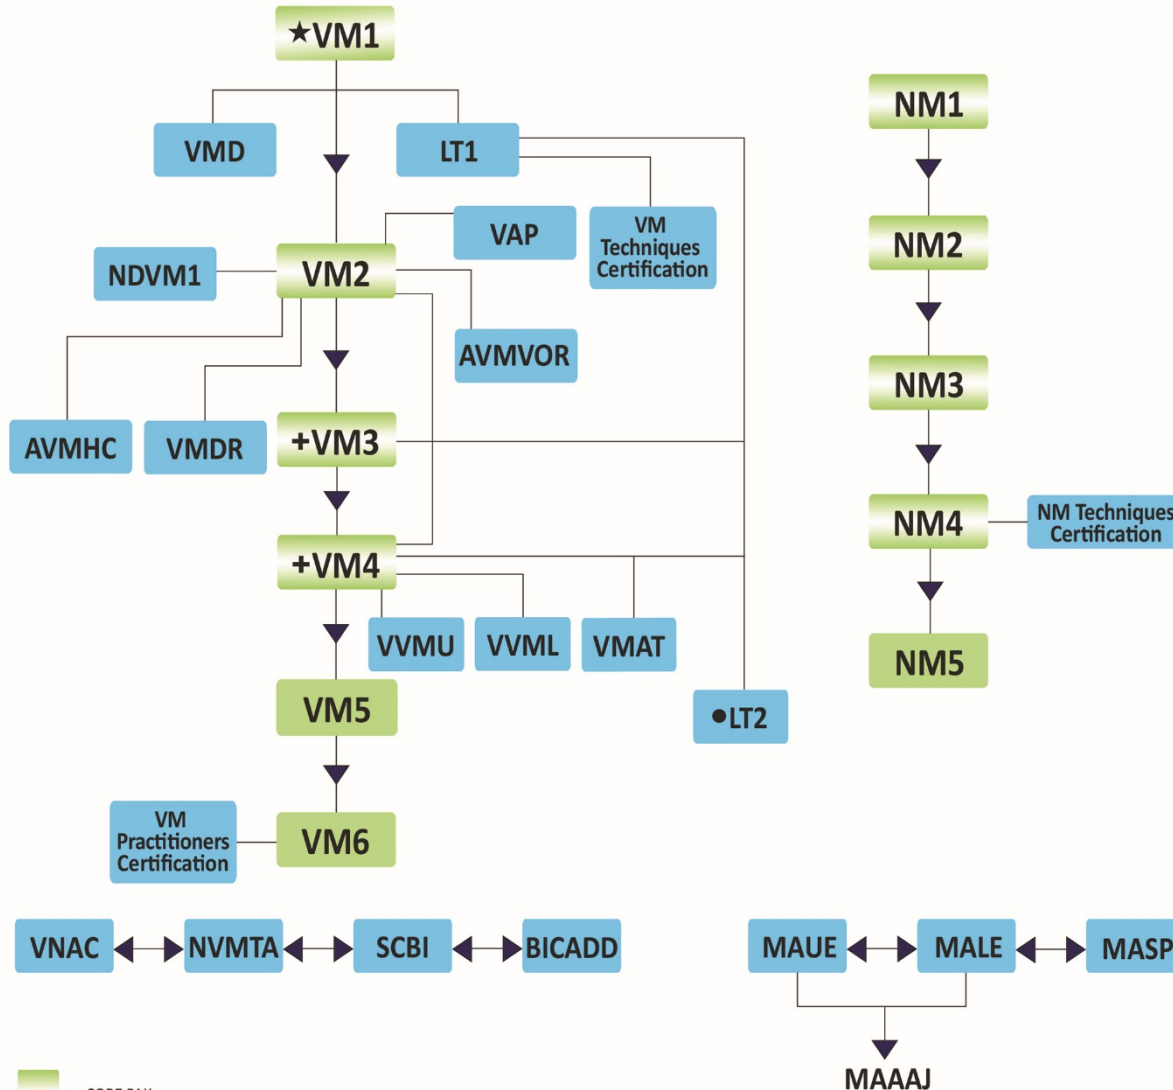 ★VM1
VMD
LT1
VAP
VM
Techniques
Certification
NDVM1
VM2
AVMVOR
AVMHC
VMDR
+VM3
+VM4
VVMU
VVML
VMAT
VM5
●LT2
VM
Practitioners
Certification
VM6
NM1
NM2
NM3
NM4
NM Techniques
Certification
NM5
VNAC
NVMTA
SCBI
BICADD
MAUE
MALE
MASP
MAAAJ